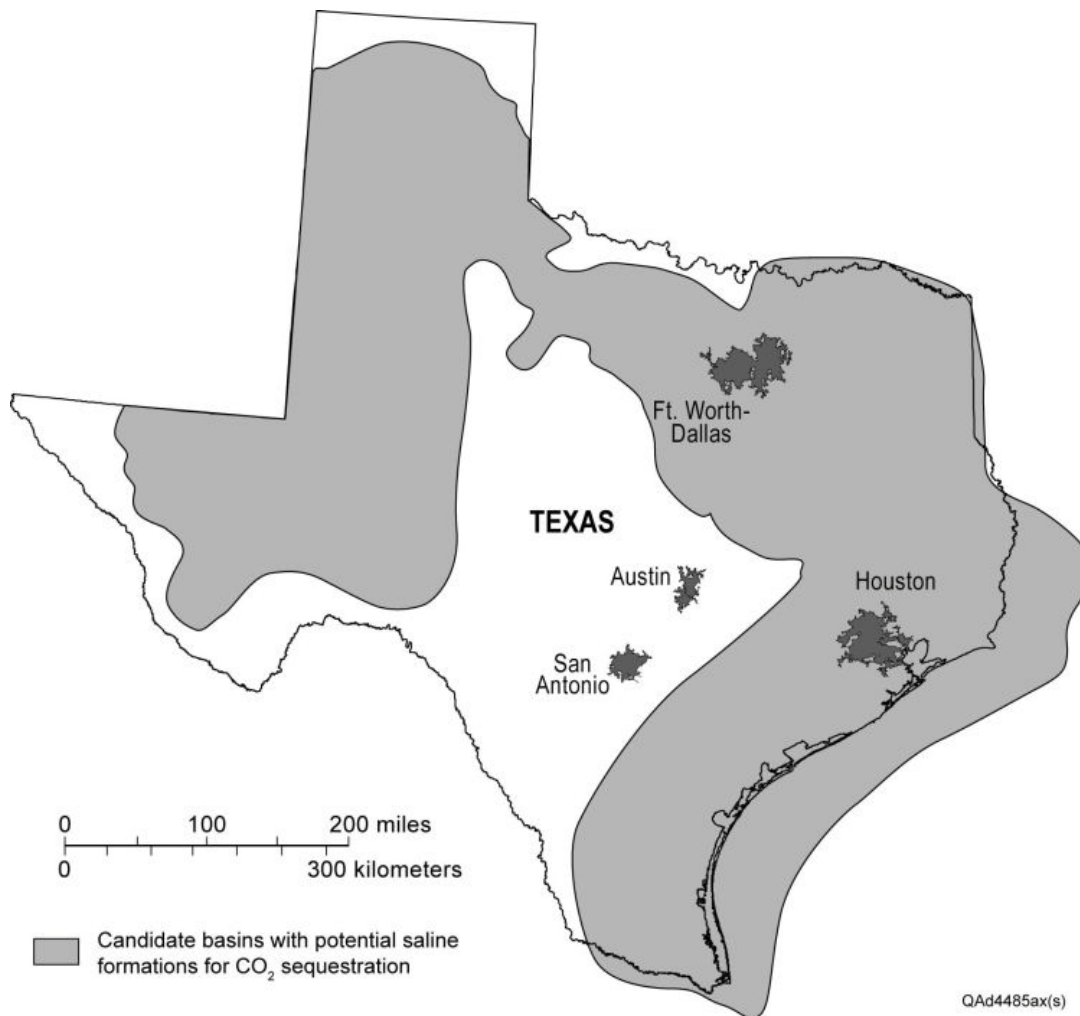 Ft. Worth-
Dallas
TEXAS
Austin
Houston
San
Antonio
0 100 200 miles
0 300 kilometers
Candidate basins with potential saline
formations for CO₂ sequestration
QAd4485ax(s)